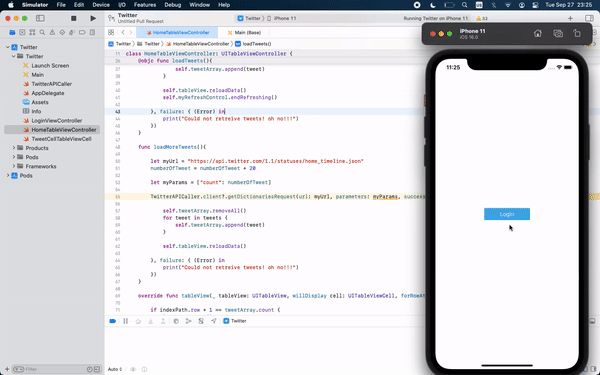 Simulator File Edit Device I/O Features Debug Window Help
Tue Sep 27 23:25
Twitter
Untitled Pull Request
Twitter iPhone 11
Running Twitter on iPhone 11
HomeTableViewController
Main (Base)
Twitter Twitter HomeTableViewController loadTweets()
Twitter
Twitter
Launch Screen
Main
TwitterAPICaller
AppDelegate
Assets
Info
LoginViewController
HomeTableViewController
TweetCellTableViewCell
Products
Pods
Frameworks
Pods
class HomeTableViewController: UITableViewController {
@objc func loadTweets(){
self.tweetArray.append(tweet)
}
self.tableView.reloadData()
self.myRefreshControl.endRefreshing()
}, failure: { (Error) in
print("Could not retreive tweets! oh no!!!")
})
}
func loadMoreTweets(){
let myUrl = "https://api.twitter.com/1.1/statuses/home_timeline.json"
numberOfTweet = numberOfTweet + 20
let myParams = ["count": numberOfTweet]
TwitterAPICaller.client?.getDictionariesRequest(url: myUrl, parameters: myParams, success
self.tweetArray.removeAll()
for tweet in tweets {
self.tweetArray.append(tweet)
}
self.tableView.reloadData()
}, failure: { (Error) in
print("Could not retreive tweets! oh no!!!")
})
}
override func tableView(_ tableView: UITableView, willDisplay cell: UITableViewCell, forRowAt
if indexPath.row + 1 == tweetArray.count {
Twitter
Filter
Auto
iPhone 11
iOS 16.0
11:25
Login